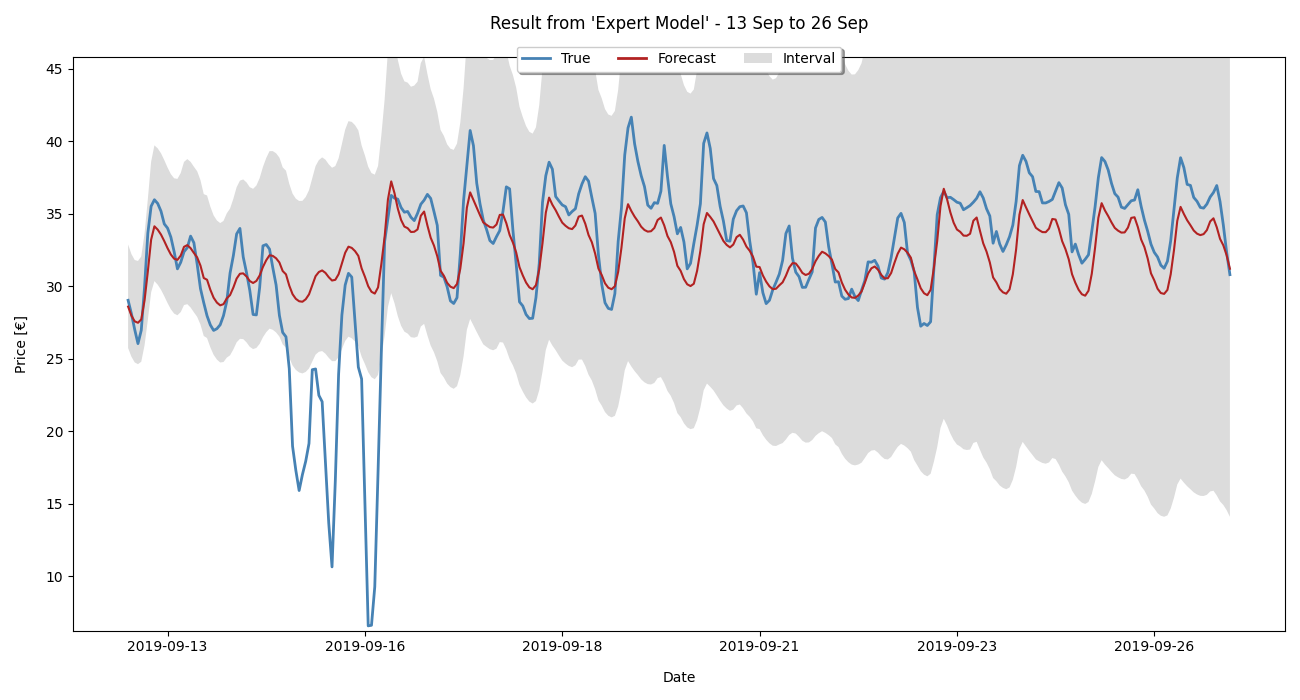 Result from 'Expert Model' - 13 Sep to 26 Sep
True Forecast Interval
45
40
35
30
25
20
15
10
Price [€]
2019-09-13 2019-09-16 2019-09-18 2019-09-21 2019-09-23 2019-09-26
Date